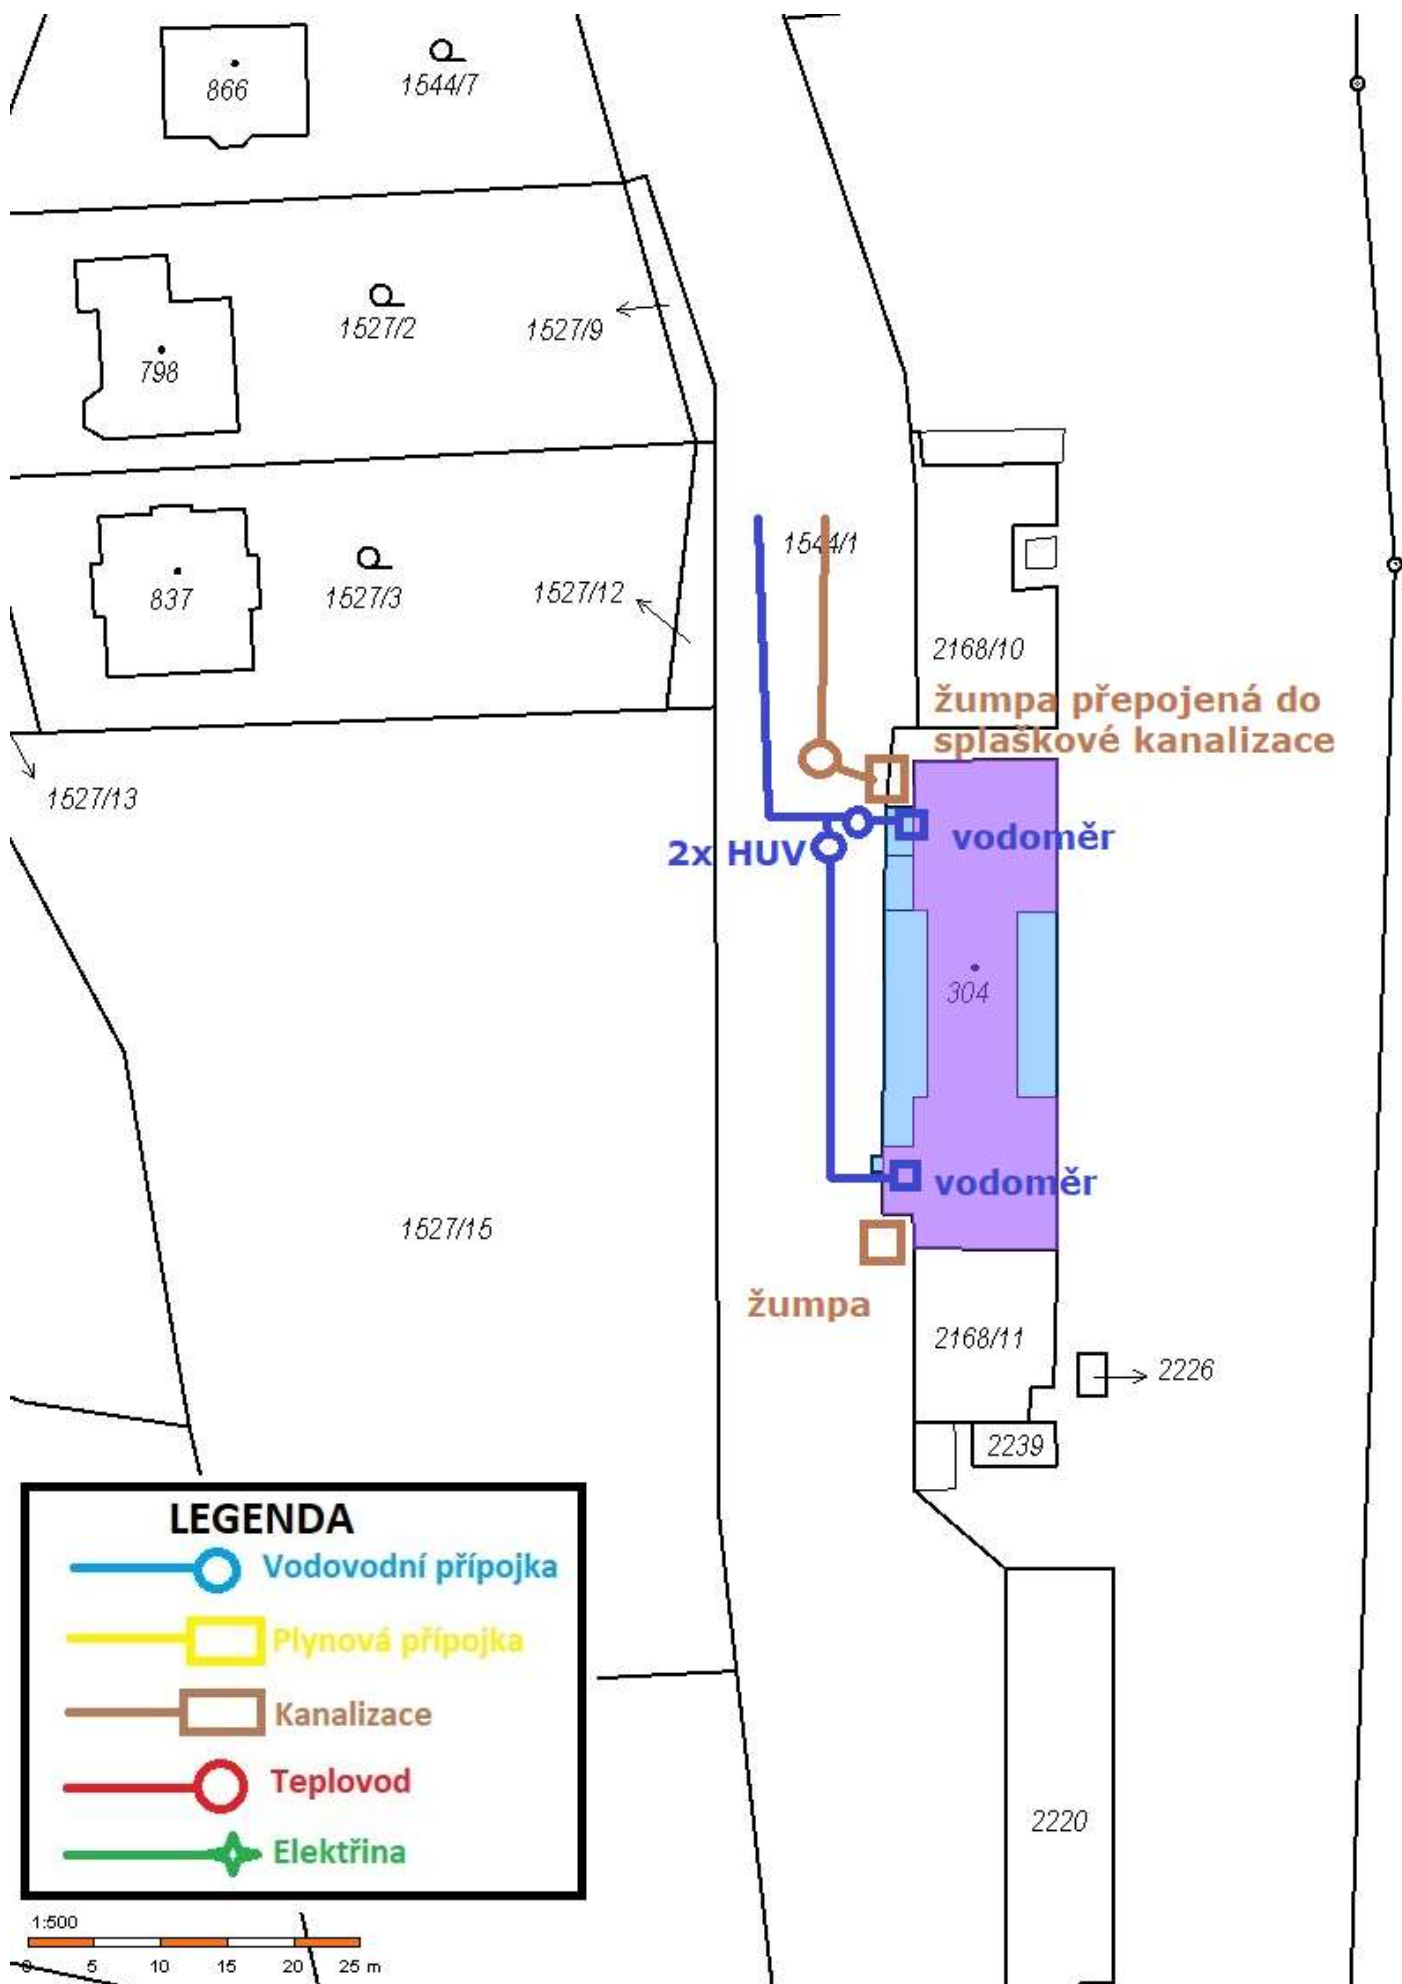 866
1544/7
1527/2
1527/9
798
1544/1
837
1527/3
1527/12
2168/10
žumpa přepojená do
splaškové kanalizace
1527/13
2x HUV
vodoměr
304
vodoměr
1527/15
žumpa
2168/11
2226
2239
LEGENDA
Vodovodní přípojka
Plynová přípojka
Kanalizace
Teplovod
Elektřina
2220
1:500
0 5 10 15 20 25 m